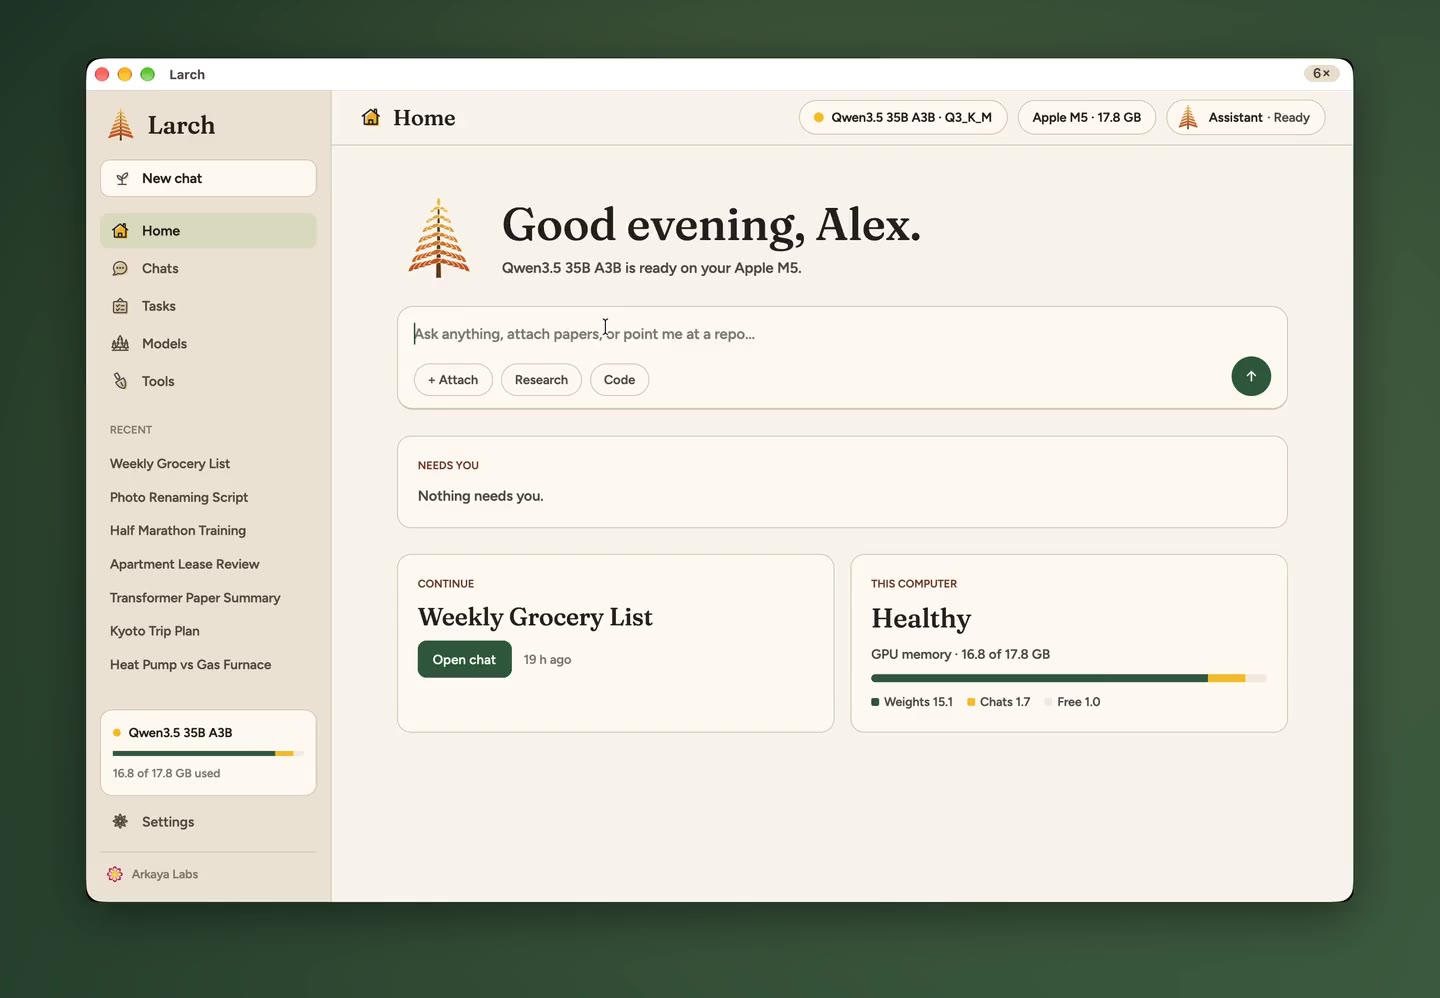 Larch
6×
Larch
New chat
Home
Chats
Tasks
Models
Tools
RECENT
Weekly Grocery List
Photo Renaming Script
Half Marathon Training
Apartment Lease Review
Transformer Paper Summary
Kyoto Trip Plan
Heat Pump vs Gas Furnace
Qwen3.5 35B A3B
16.8 of 17.8 GB used
Settings
Arkaya Labs
Home
Qwen3.5 35B A3B · Q3_K_M
Apple M5 · 17.8 GB
Assistant · Ready
Good evening, Alex.
Qwen3.5 35B A3B is ready on your Apple M5.
Ask anything, attach papers, or point me at a repo...
+ Attach
Research
Code
NEEDS YOU
Nothing needs you.
CONTINUE
Weekly Grocery List
Open chat
19 h ago
THIS COMPUTER
Healthy
GPU memory · 16.8 of 17.8 GB
Weights 15.1
Chats 1.7
Free 1.0